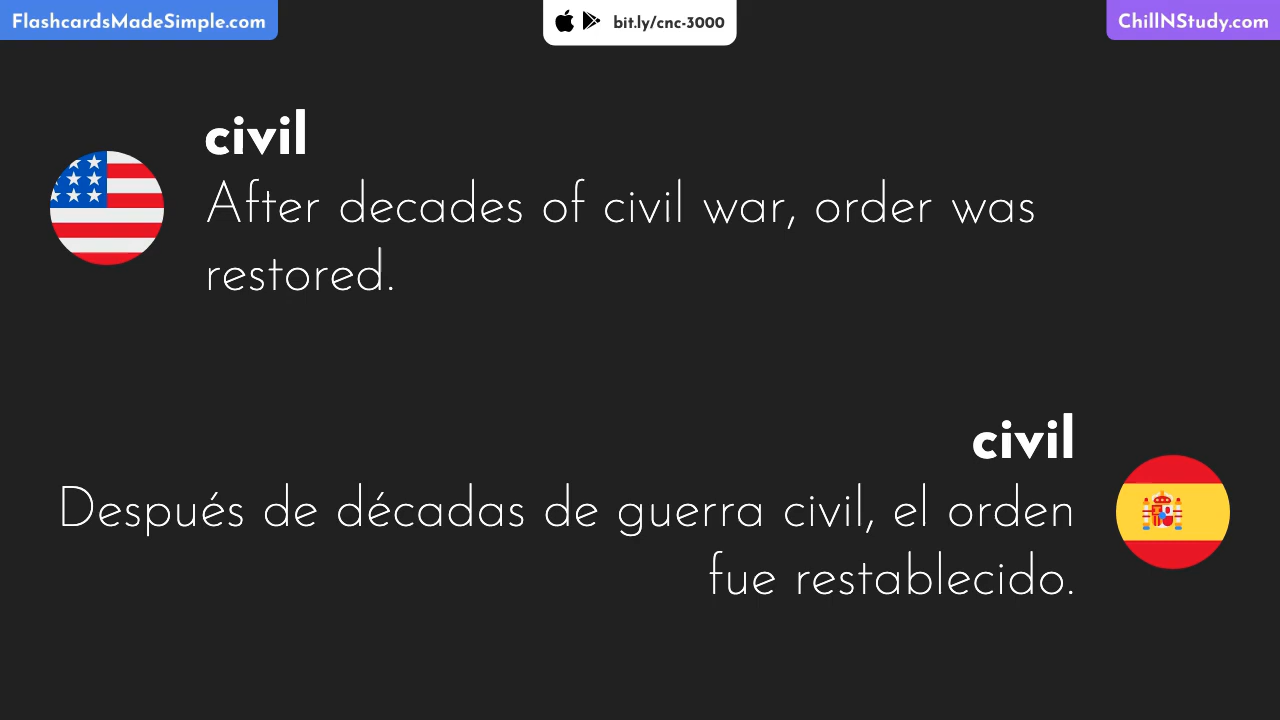 FlashcardsMadeSimple.com
bit.ly/cnc-3000
ChillNStudy.com
civil
After decades of civil war, order was
restored.
civil
Después de décadas de guerra civil, el orden
fue restablecido.